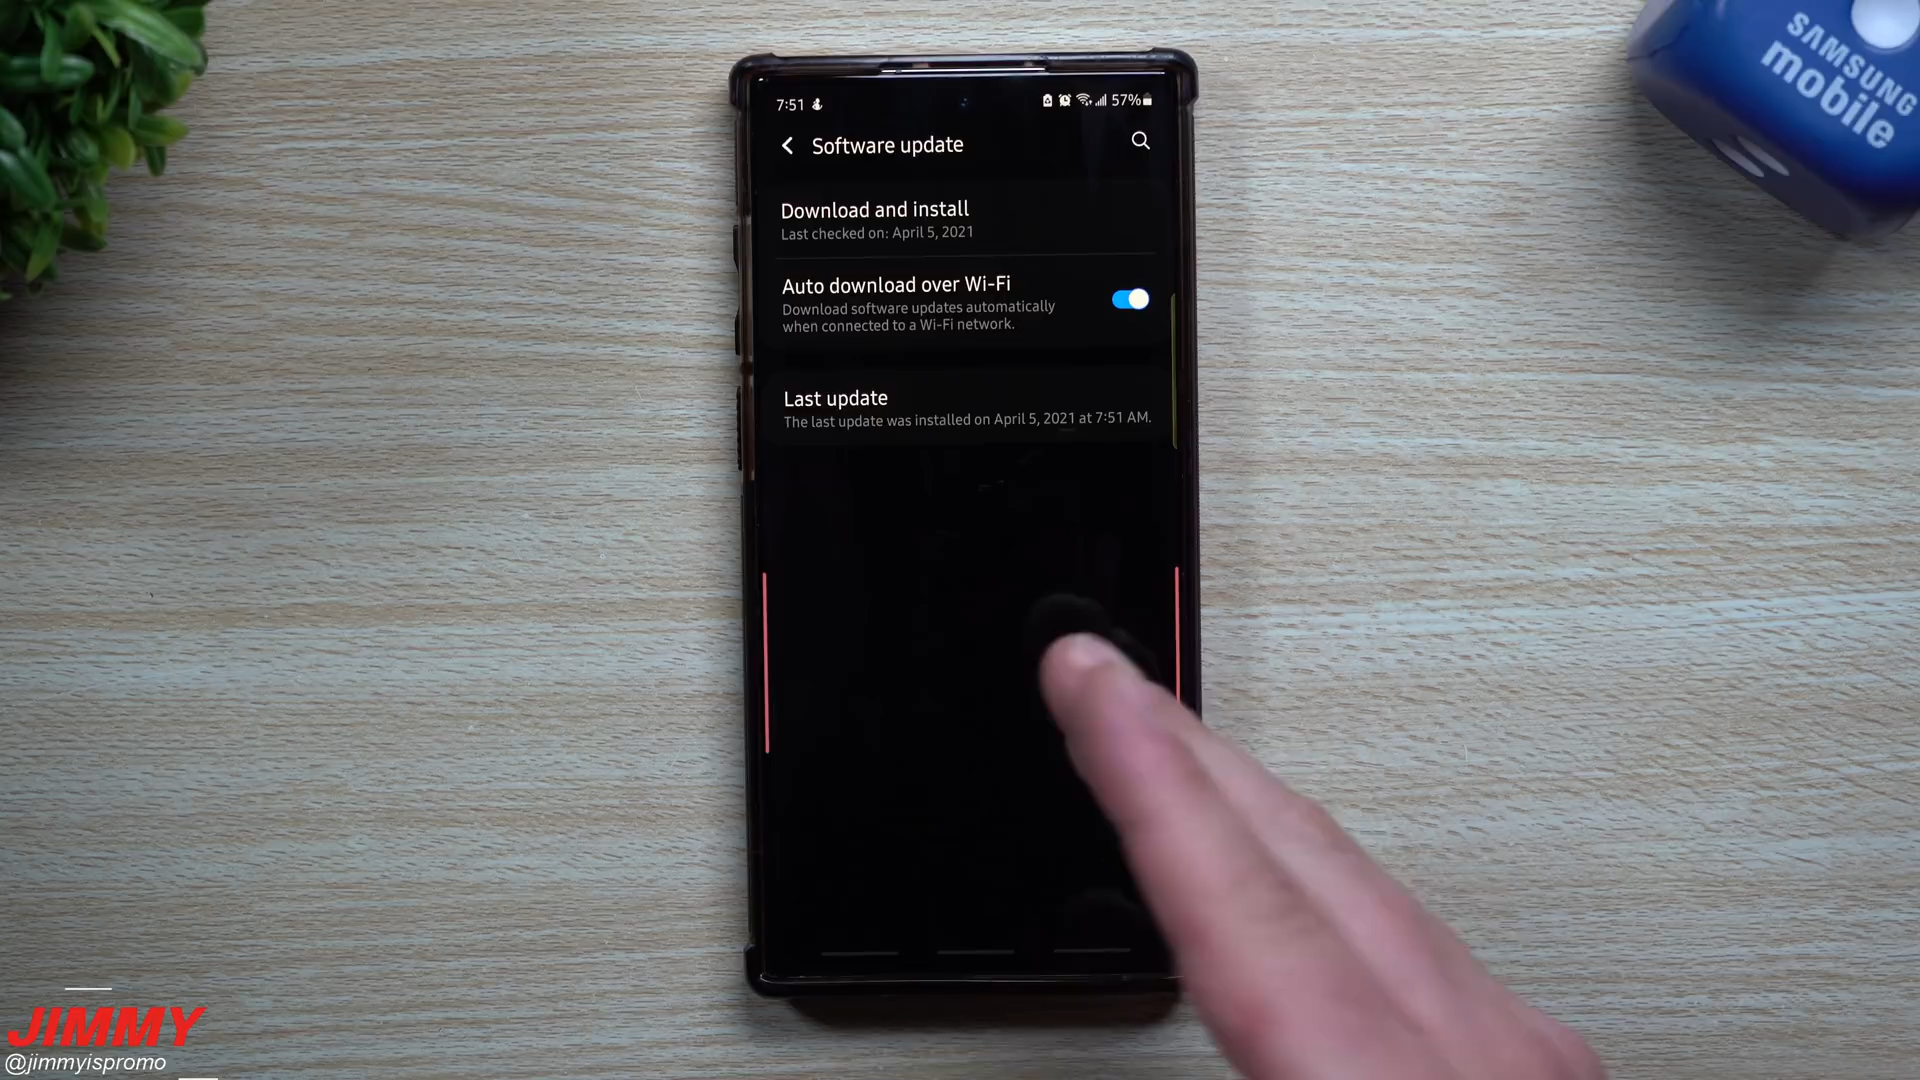 SAMSUNG
mobile
7:51
57%
Software update
Download and install
Last checked on: April 5, 2021
Auto download over Wi-Fi
Download software updates automatically
when connected to a Wi-Fi network.
Last update
The last update was installed on April 5, 2021 at 7:51 AM.
JIMMY
@jimmyispromo